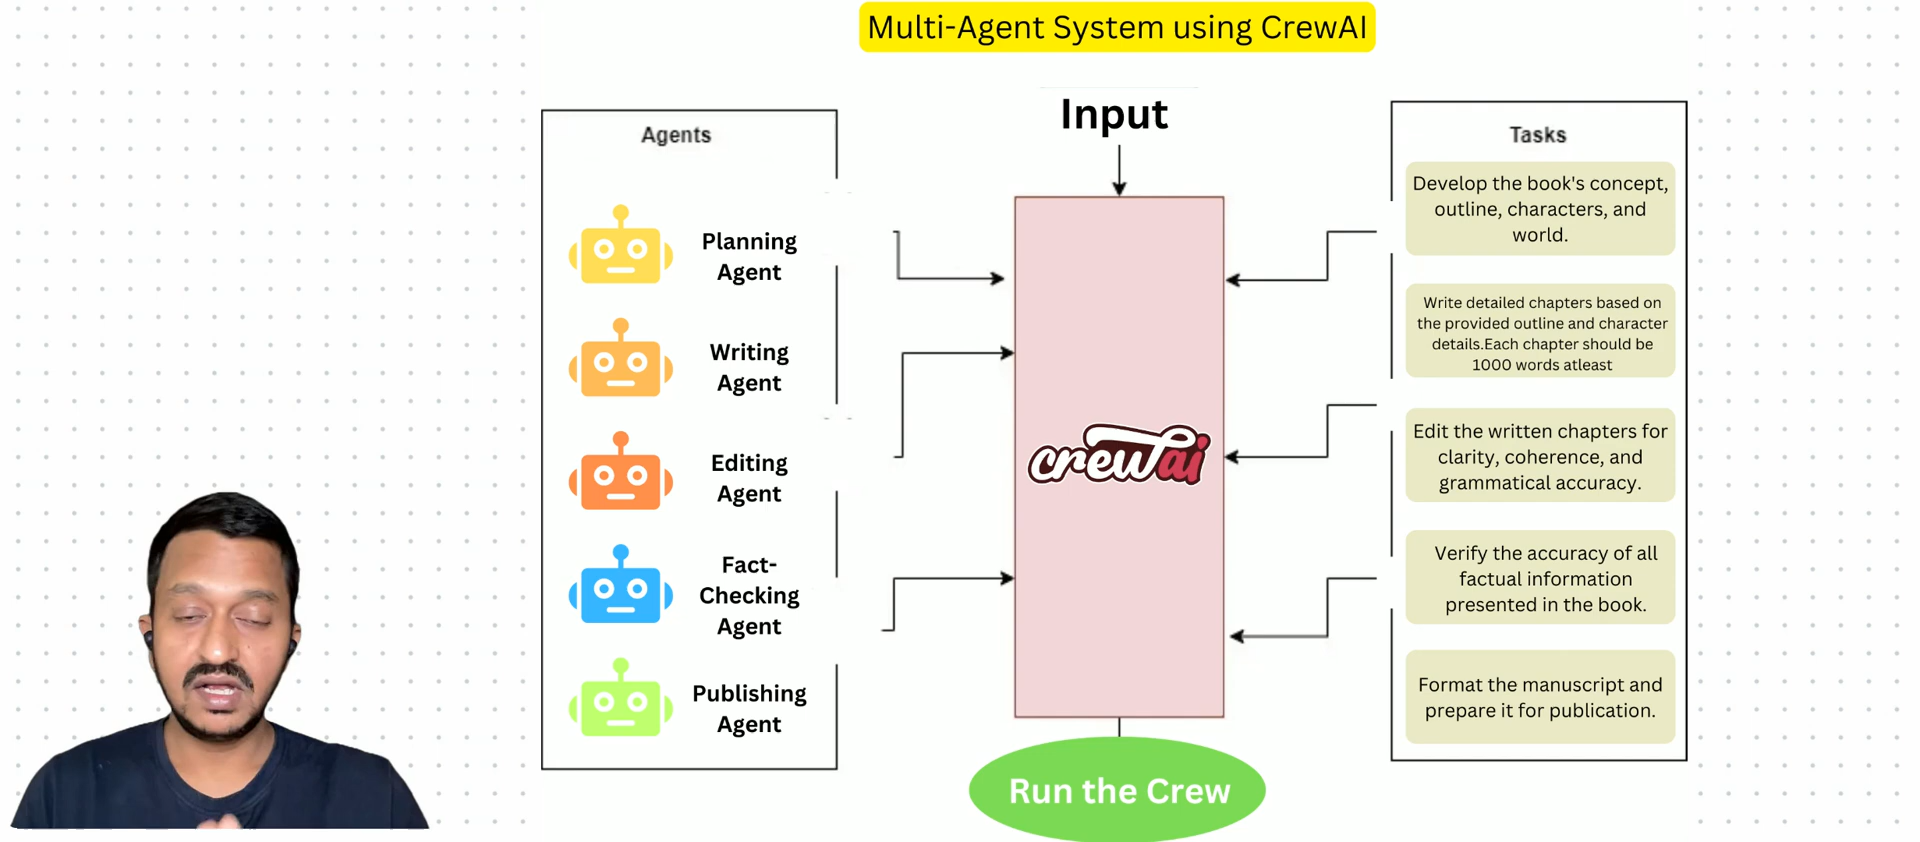 Multi-Agent System using CrewAI
Input
Agents
Planning
Agent
Writing
Agent
Editing
Agent
Fact-
Checking
Agent
Publishing
Agent
crewai
Run the Crew
Tasks
Develop the book's concept,
outline, characters, and
world.
Write detailed chapters based on
the provided outline and character
details.Each chapter should be
1000 words atleast
Edit the written chapters for
clarity, coherence, and
grammatical accuracy.
Verify the accuracy of all
factual information
presented in the book.
Format the manuscript and
prepare it for publication.